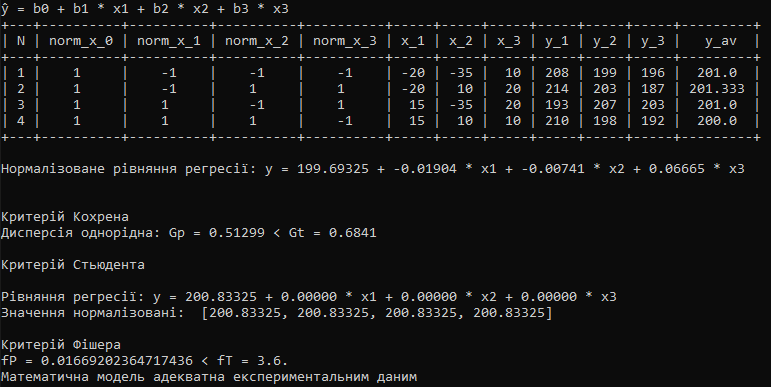 ŷ = b0 + b1 * x1 + b2 * x2 + b3 * x3
| N | norm_x_0 | norm_x_1 | norm_x_2 | norm_x_3 | x_1 | x_2 | x_3 | y_1 | y_2 | y_3 | y_av |
| 1 | 1 | -1 | -1 | -1 | -20 | -35 | 10 | 208 | 199 | 196 | 201.0 |
| 2 | 1 | -1 | 1 | 1 | -20 | 10 | 20 | 214 | 203 | 187 | 201.333 |
| 3 | 1 | 1 | -1 | 1 | 15 | -35 | 20 | 193 | 207 | 203 | 201.0 |
| 4 | 1 | 1 | 1 | -1 | 15 | 10 | 10 | 210 | 198 | 192 | 200.0 |
Нормалізоване рівняння регресії: y = 199.69325 + -0.01904 * x1 + -0.00741 * x2 + 0.06665 * x3
Критерій Кохрена
Дисперсія однорідна: Gp = 0.51299 < Gt = 0.6841
Критерій Стьюдента
Рівняння регресії: y = 200.83325 + 0.00000 * x1 + 0.00000 * x2 + 0.00000 * x3
Значення нормалізовані:  [200.83325, 200.83325, 200.83325, 200.83325]
Критерій Фішера
fP = 0.01669202364717436 < fT = 3.6.
Математична модель адекватна експериментальним даним